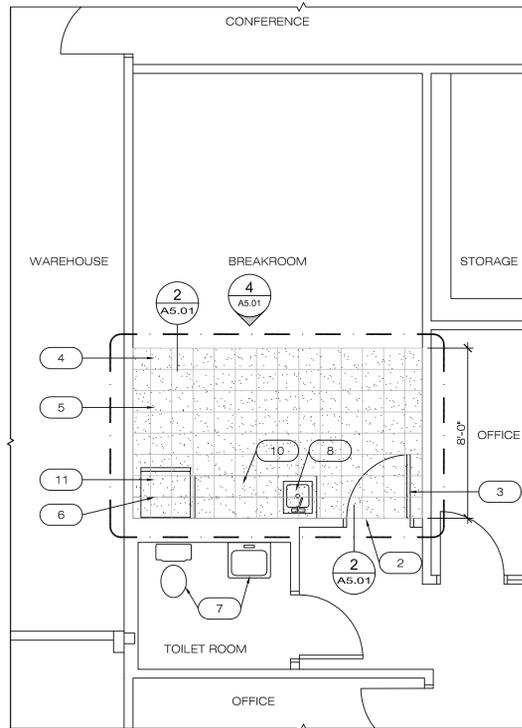 CONFERENCE
WAREHOUSE
BREAKROOM
STORAGE
2
A5.01
4
A5.01
4
5
8'-0"
OFFICE
10
8
11
3
6
2
A5.01
2
7
TOILET ROOM
OFFICE